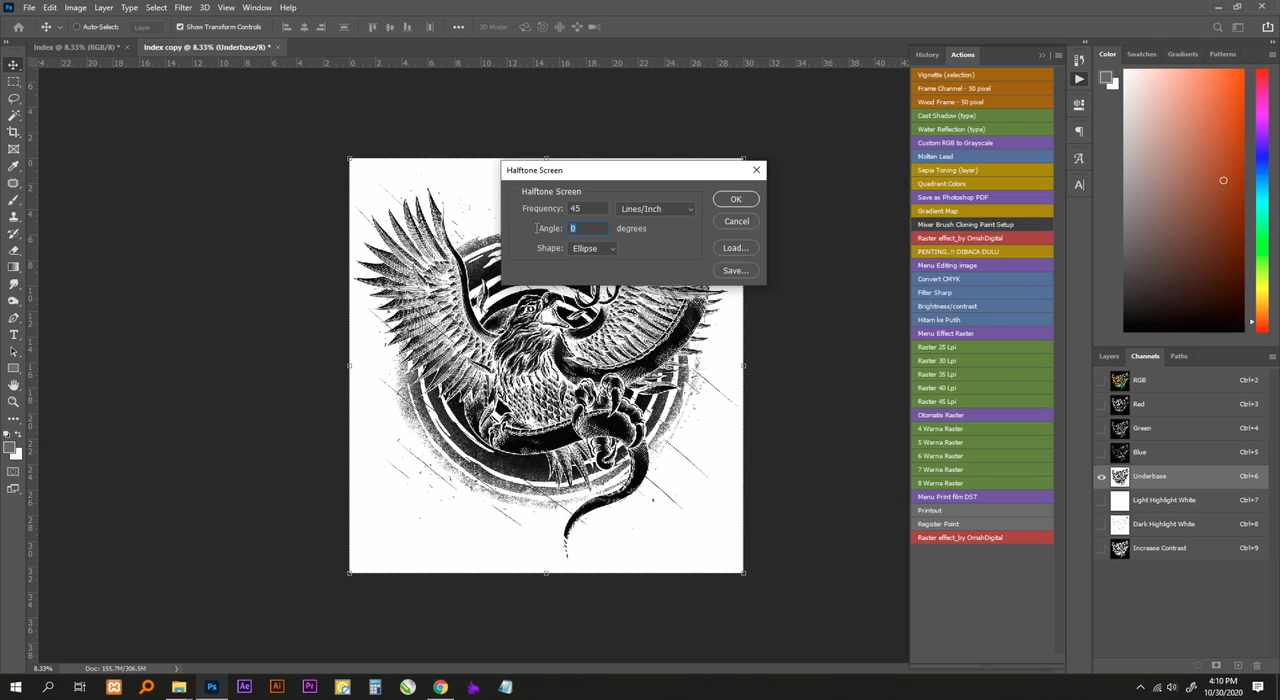 Ps File Edit Image Layer Type Select Filter 3D View Window Help
Auto-Select: Layer Show Transform Controls ••• 3D Mode:
Index @ 8.33% (RGB/8) * ×
Index copy @ 8.33% (Underbase/8) * ×
Halftone Screen
Halftone Screen
Frequency: 45 Lines/Inch
Angle: 0 degrees
Shape: Ellipse
OK
Cancel
Load...
Save...
History Actions
Vignette (selection)
Frame Channel - 50 pixel
Wood Frame - 50 pixel
Cast Shadow (type)
Water Reflection (type)
Custom RGB to Grayscale
Molten Lead
Sepia Toning (layer)
Quadrant Colors
Save as Photoshop PDF
Gradient Map
Mixer Brush Cloning Paint Setup
Raster effect_by OmahDigital
PENTING..!! DIBACA DULU
Menu Editing image
Convert CMYK
Filter Sharp
Brightness/contrast
Hitam ke Putih
Menu Effect Raster
Raster 25 Lpi
Raster 30 Lpi
Raster 35 Lpi
Raster 40 Lpi
Raster 45 Lpi
Otomatis Raster
4 Warna Raster
5 Warna Raster
6 Warna Raster
7 Warna Raster
8 Warna Raster
Menu Print film DST
Printout
Register Point
Raster effect_by OmahDigital
Color Swatches Gradients Patterns
Layers Channels Paths
RGB Ctrl+2
Red Ctrl+3
Green Ctrl+4
Blue Ctrl+5
Underbase Ctrl+6
Light Highlight White Ctrl+7
Dark Highlight White Ctrl+8
Increase Contrast Ctrl+9
8.33% Doc: 155.7M/306.5M
Ps Ae Ai Pr
4:10 PM
10/30/2020